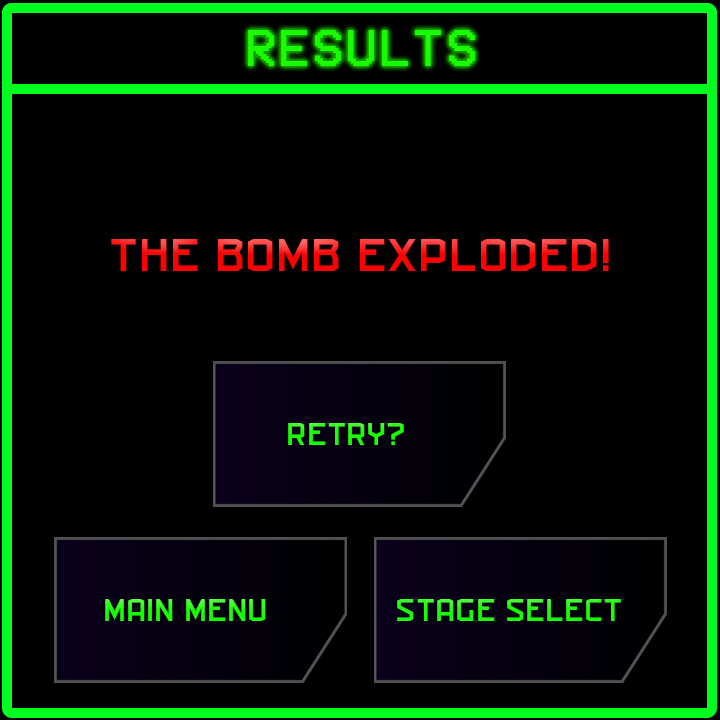 RESULTS
THE BOMB EXPLODED!
RETRY?
MAIN MENU
STAGE SELECT